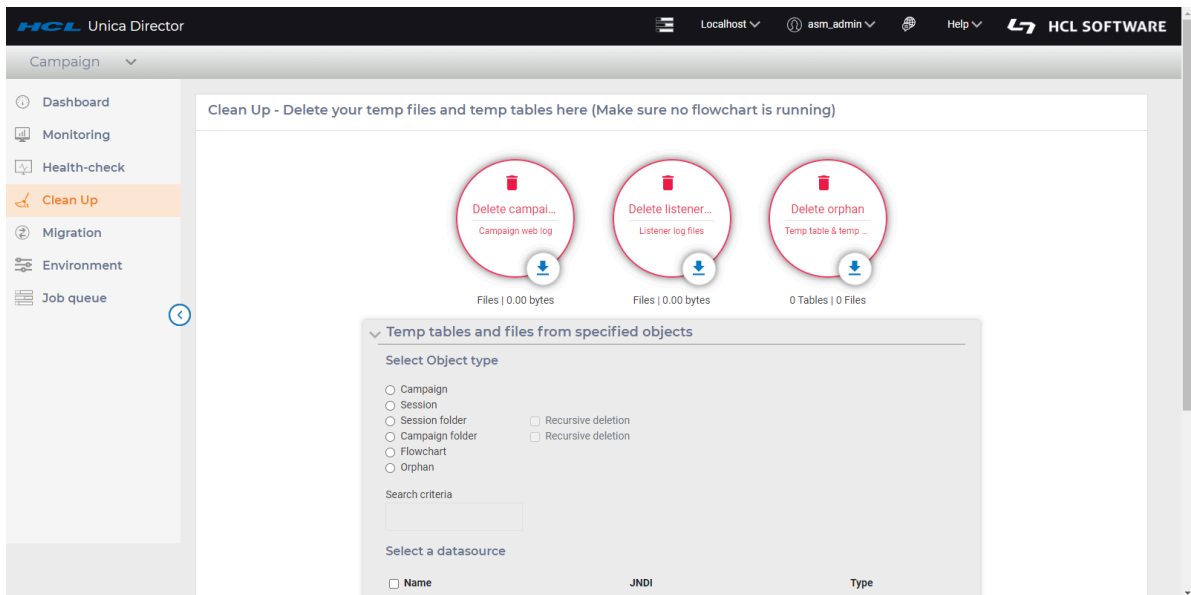 HCL Unica Director
Localhost
asm_admin
Help
HCL SOFTWARE
Campaign
Dashboard
Monitoring
Health-check
Clean Up
Migration
Environment
Job queue
Clean Up - Delete your temp files and temp tables here (Make sure no flowchart is running)
Delete campai...
Campaign web log
Files | 0.00 bytes
Delete listener...
Listener log files
Files | 0.00 bytes
Delete orphan
Temp table & temp ...
0 Tables | 0 Files
Temp tables and files from specified objects
Select Object type
Campaign
Session
Session folder Recursive deletion
Campaign folder Recursive deletion
Flowchart
Orphan
Search criteria
Select a datasource
Name JNDI Type